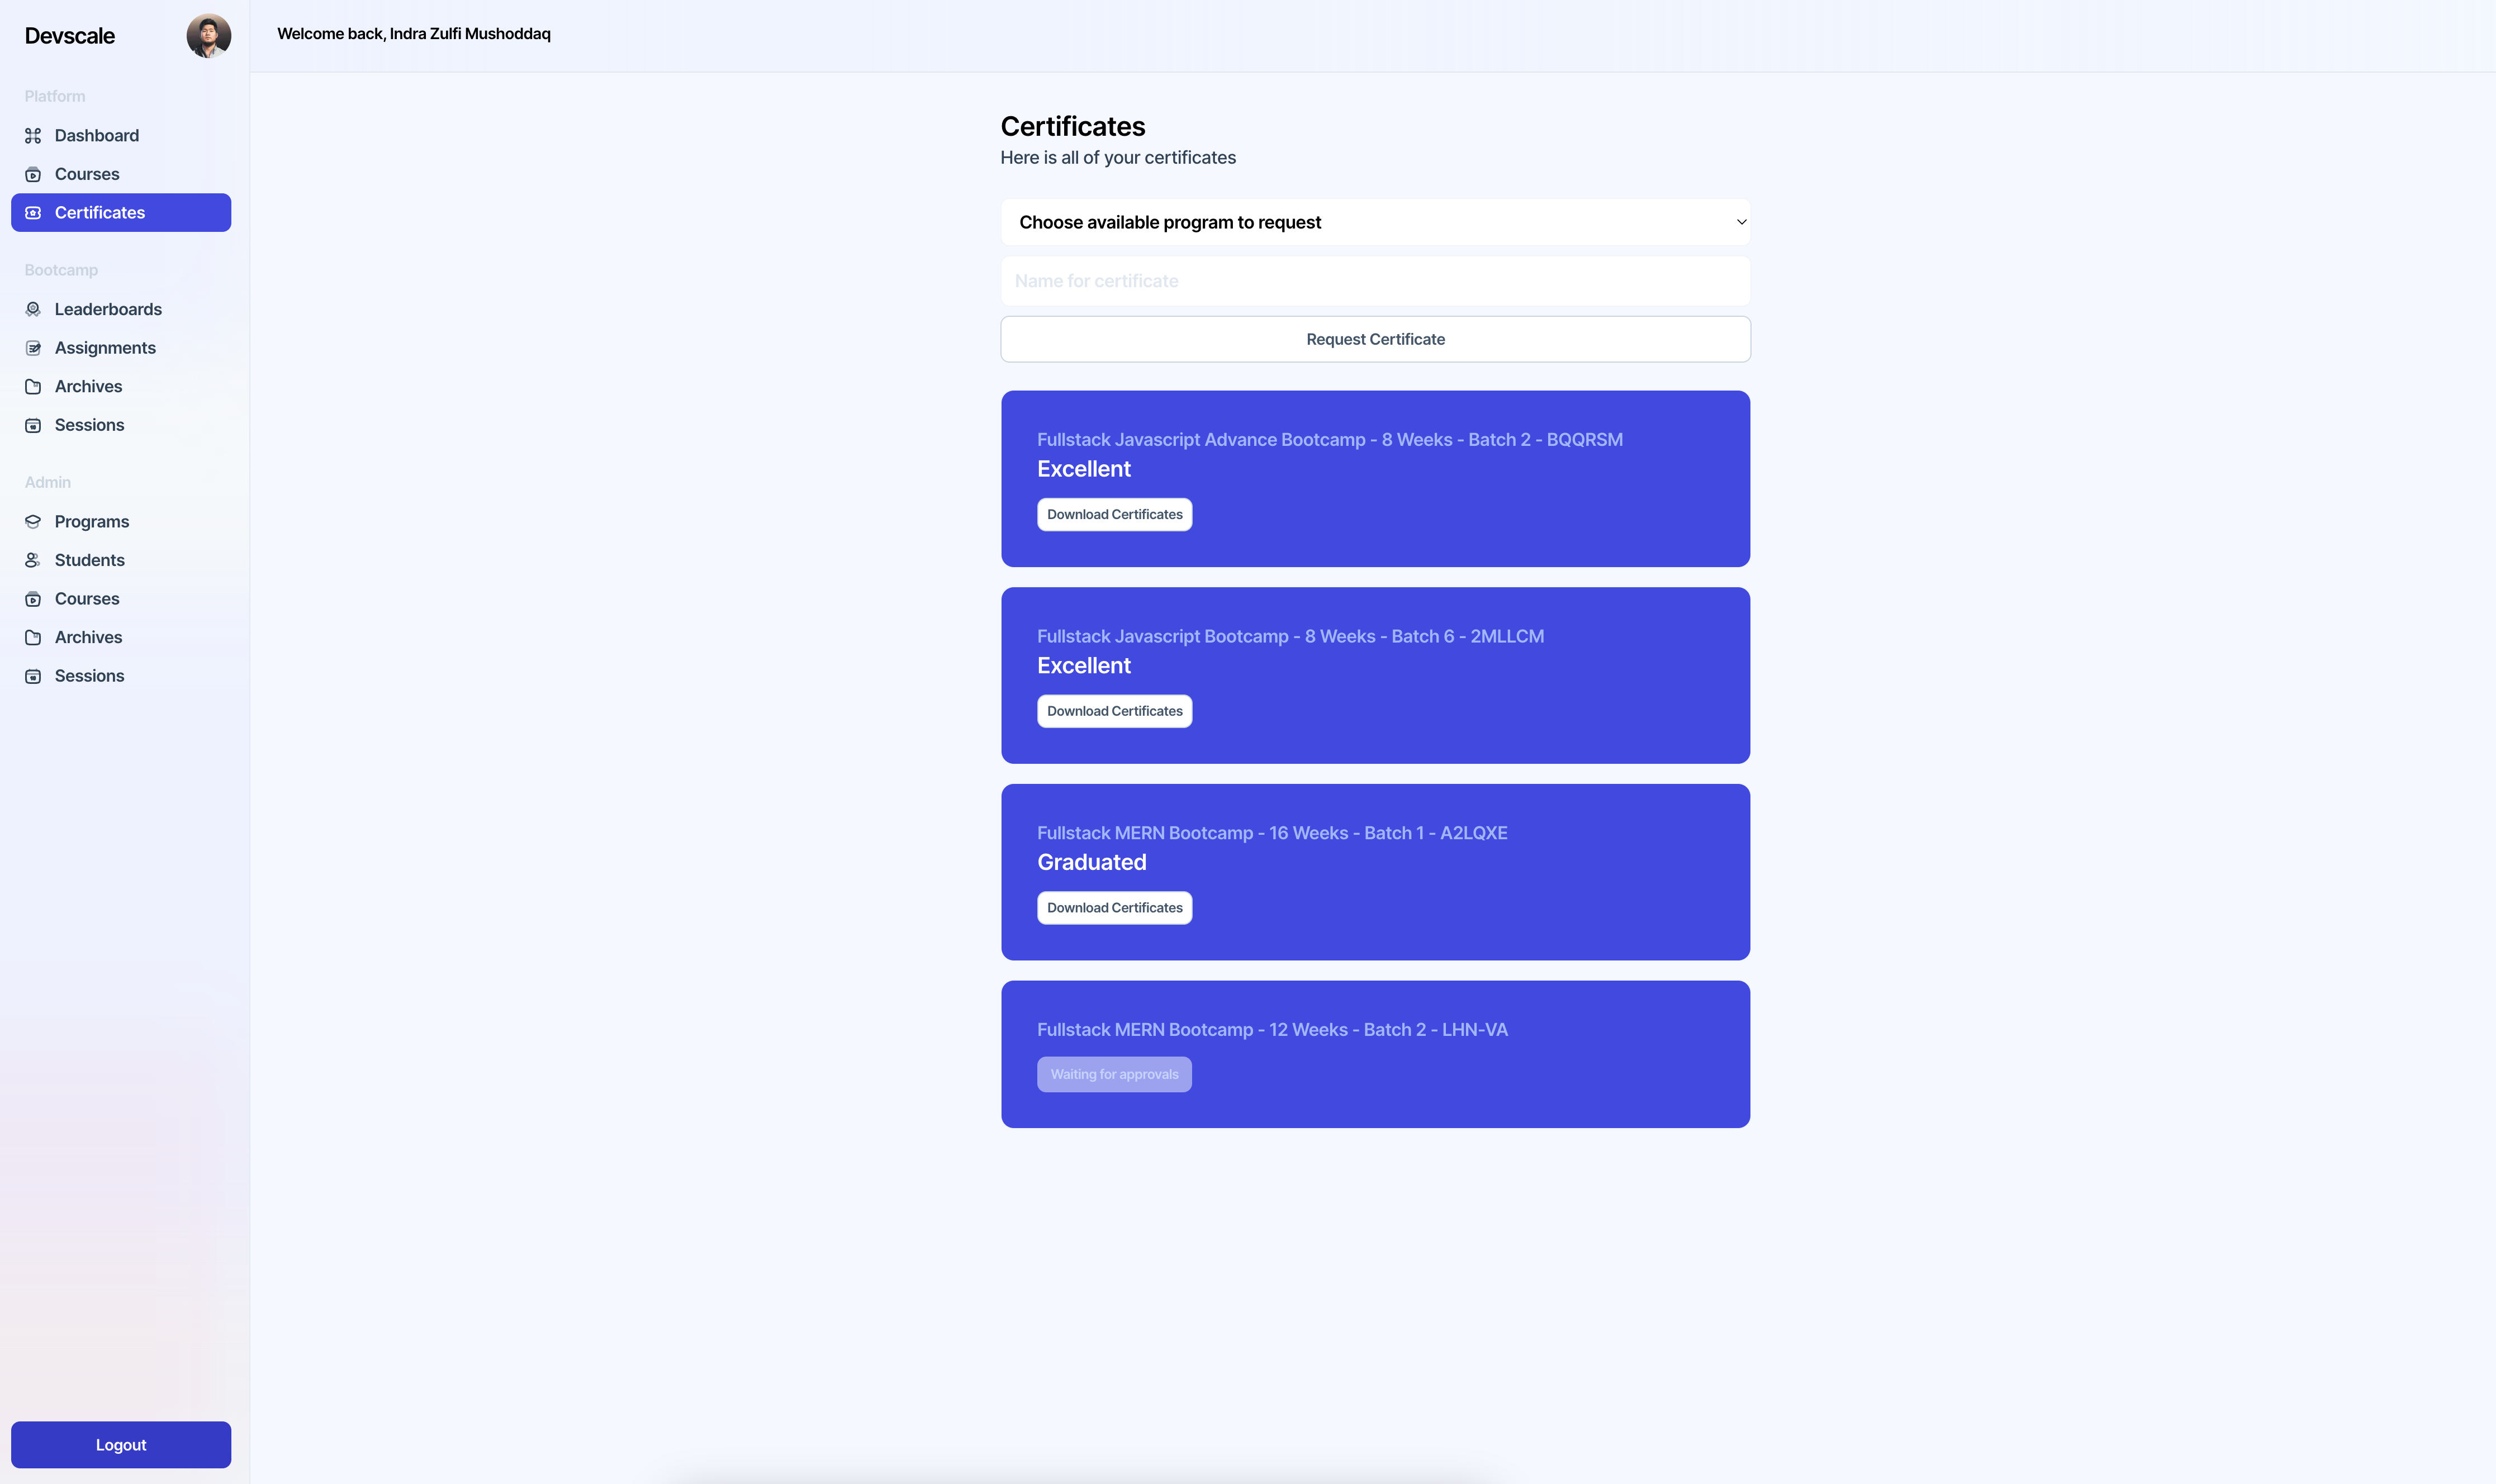 Devscale
Welcome back, Indra Zulfi Mushoddaq
Platform
Dashboard
Courses
Certificates
Bootcamp
Leaderboards
Assignments
Archives
Sessions
Admin
Programs
Students
Courses
Archives
Sessions
Logout
Certificates
Here is all of your certificates
Choose available program to request
Name for certificate
Request Certificate
Fullstack Javascript Advance Bootcamp - 8 Weeks - Batch 2 - BQQRSM
Excellent
Download Certificates
Fullstack Javascript Bootcamp - 8 Weeks - Batch 6 - 2MLLCM
Excellent
Download Certificates
Fullstack MERN Bootcamp - 16 Weeks - Batch 1 - A2LQXE
Graduated
Download Certificates
Fullstack MERN Bootcamp - 12 Weeks - Batch 2 - LHN-VA
Waiting for approvals